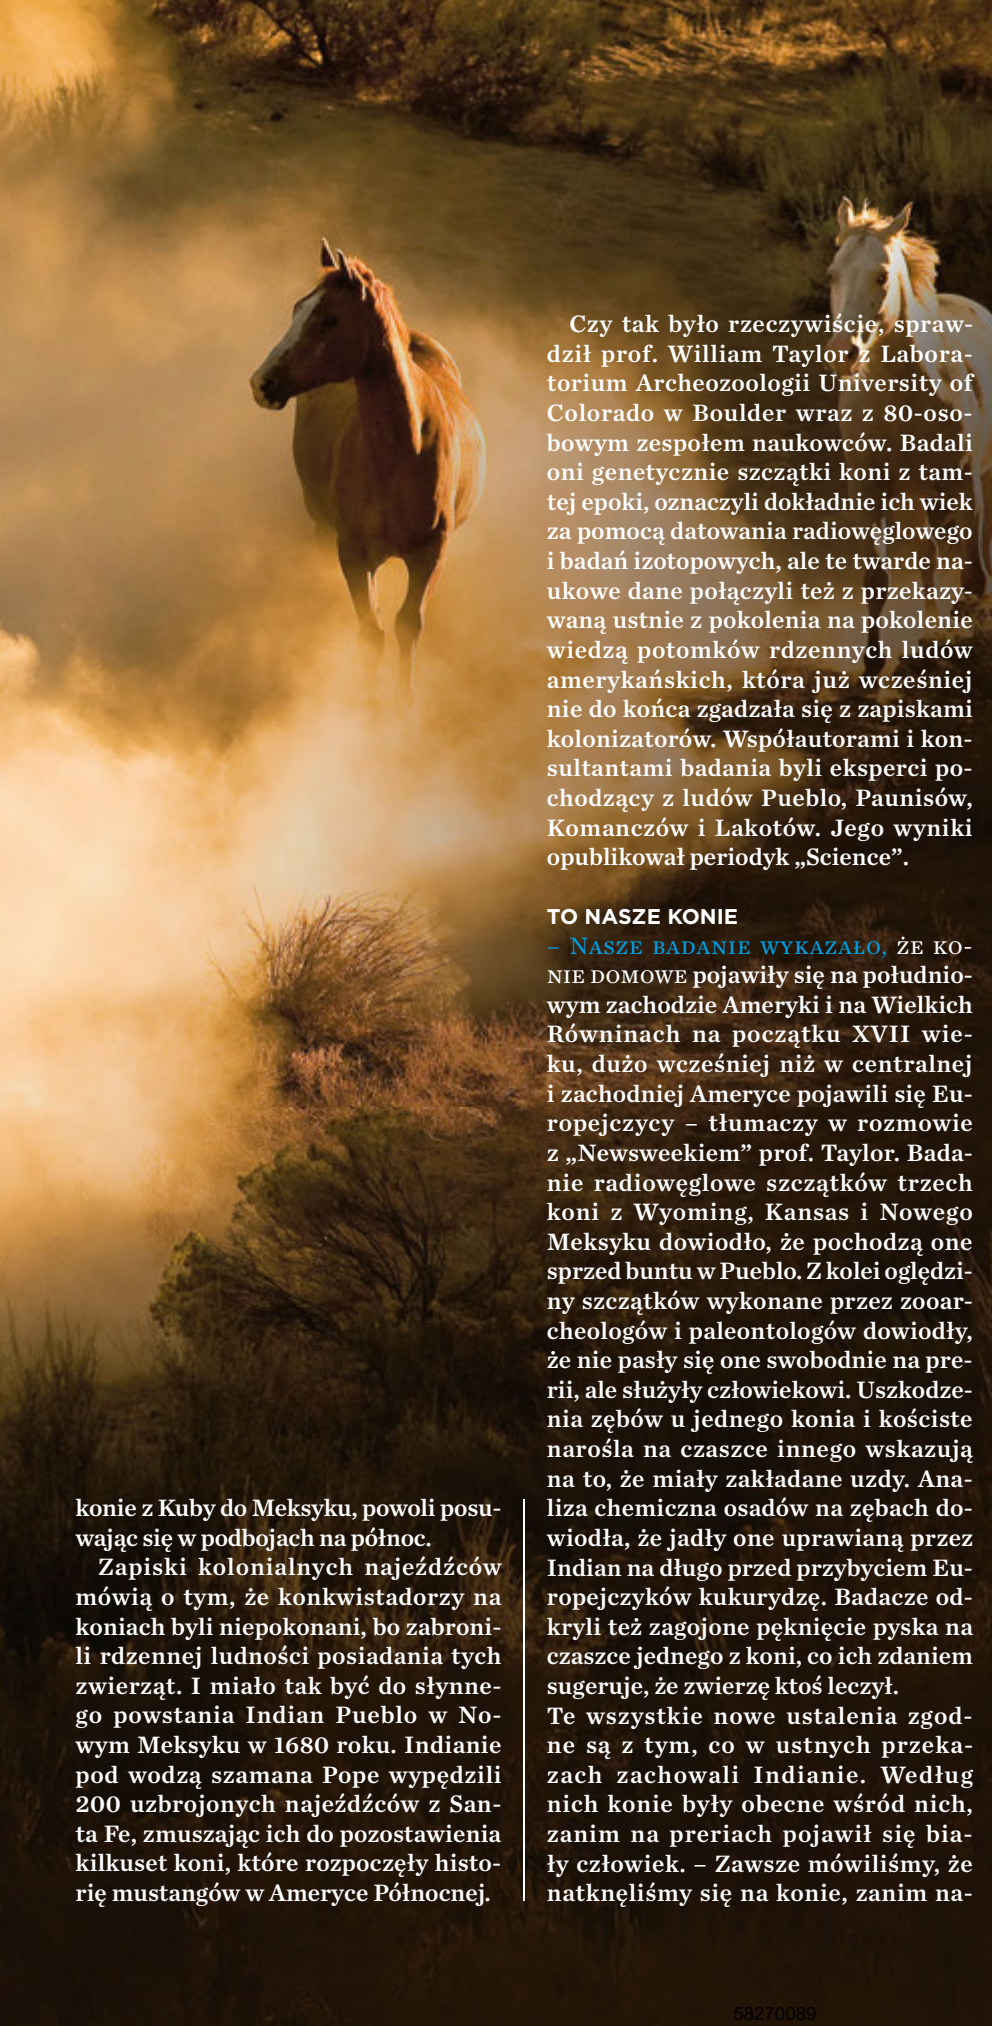 konie z Kuby do Meksyku, powoli posu-
wając się w podbojach na północ.
Zapiski kolonialnych najeźdźców
mówią o tym, że konkwistadorzy na
koniach byli niepokonani, bo zabroni-
li rdzennej ludności posiadania tych
zwierząt. I miało tak być do słynne-
go powstania Indian Pueblo w No-
wym Meksyku w 1680 roku. Indianie
pod wodzą szamana Pope wypędzili
200 uzbrojonych najeźdźców z San-
ta Fe, zmuszając ich do pozostawienia
kilkuset koni, które rozpoczęły histo-
rię mustangów w Ameryce Północnej.
Czy tak było rzeczywiście, spraw-
dził prof. William Taylor z Labora-
torium Archeozoologii University of
Colorado w Boulder wraz z 80-oso-
bowym zespołem naukowców. Badali
oni genetycznie szczątki koni z tam-
tej epoki, oznaczyli dokładnie ich wiek
za pomocą datowania radiowęglowego
i badań izotopowych, ale te twarde na-
ukowe dane połączyli też z przekazy-
waną ustnie z pokolenia na pokolenie
wiedzą potomków rdzennych ludów
amerykańskich, która już wcześniej
nie do końca zgadzała się z zapiskami
kolonizatorów. Współautorami i kon-
sultantami badania byli eksperci po-
chodzący z ludów Pueblo, Paunisów,
Komanczów i Lakotów. Jego wyniki
opublikował periodyk „Science”.
TO NASZE KONIE
– NASZE BADANIE WYKAZAŁO, ŻE KO-
NIE DOMOWE pojawiły się na południo-
wym zachodzie Ameryki i na Wielkich
Równinach na początku XVII wie-
ku, dużo wcześniej niż w centralnej
i zachodniej Ameryce pojawili się Eu-
ropejczycy – tłumaczy w rozmowie
z „Newsweekiem” prof. Taylor. Bada-
nie radiowęglowe szczątków trzech
koni z Wyoming, Kansas i Nowego
Meksyku dowiodło, że pochodzą one
sprzed buntu w Pueblo. Z kolei oględzi-
ny szczątków wykonane przez zooar-
cheologów i paleontologów dowiodły,
że nie pasły się one swobodnie na pre-
rii, ale służyły człowiekowi. Uszkodze-
nia zębów u jednego konia i kościste
narośla na czaszce innego wskazują
na to, że miały zakładane uzdy. Ana-
liza chemiczna osadów na zębach do-
wiodła, że jadły one uprawianą przez
Indian na długo przed przybyciem Eu-
ropejczyków kukurydzę. Badacze od-
kryli też zagojone pęknięcie pyska na
czaszce jednego z koni, co ich zdaniem
sugeruje, że zwierzę ktoś leczył.
Te wszystkie nowe ustalenia zgod-
ne są z tym, co w ustnych przeka-
zach zachowali Indianie. Według
nich konie były obecne wśród nich,
zanim na preriach pojawił się bia-
ły człowiek. – Zawsze mówiliśmy, że
natknęliśmy się na konie, zanim na-
58270089